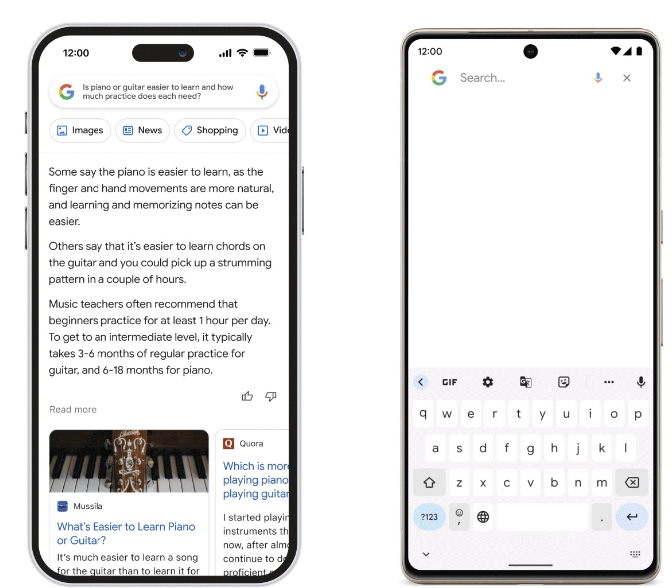 12:00
Is piano or guitar easier to learn and how
much practice does each need?
Images
News
Shopping
Some say the piano is easier to learn, as the
finger and hand movements are more natural,
and learning and memorizing notes can be
easier.
Others say that it's easier to learn chords on
the guitar and you could pick up a strumming
pattern in a couple of hours.
Music teachers often recommend that
beginners practice for at least 1 hour per day.
To get to an intermediate level, it typically
takes 3-6 months of regular practice for
guitar, and 6-18 months for piano.
Read more
Mussila
What's Easier to Learn Piano
or Guitar?
It's much easier to learn a song
for the guitar than to learn it for
Quora
Which is more
playing piano
playing guitar
I started playin
instruments th
now, after almo
continue to de
proficient
12:00
Search...
GIF
q w e r t y u i o p
a s d f g h j k l
z x c v b n m
?123 , .